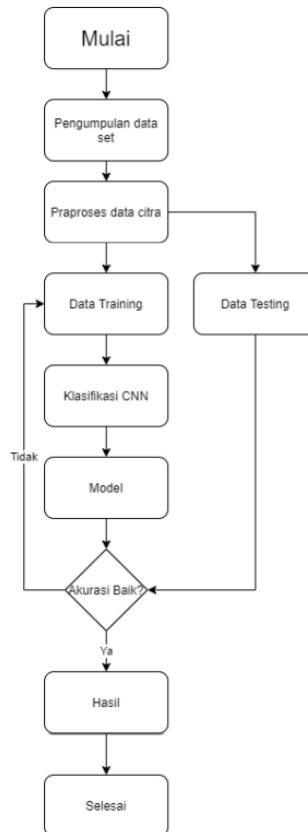 Mulai
Pengumpulan data
set
Praproses data citra
Data Training
Data Testing
Klasifikasi CNN
Tidak
Model
Akurasi Baik?
Ya
Hasil
Selesai